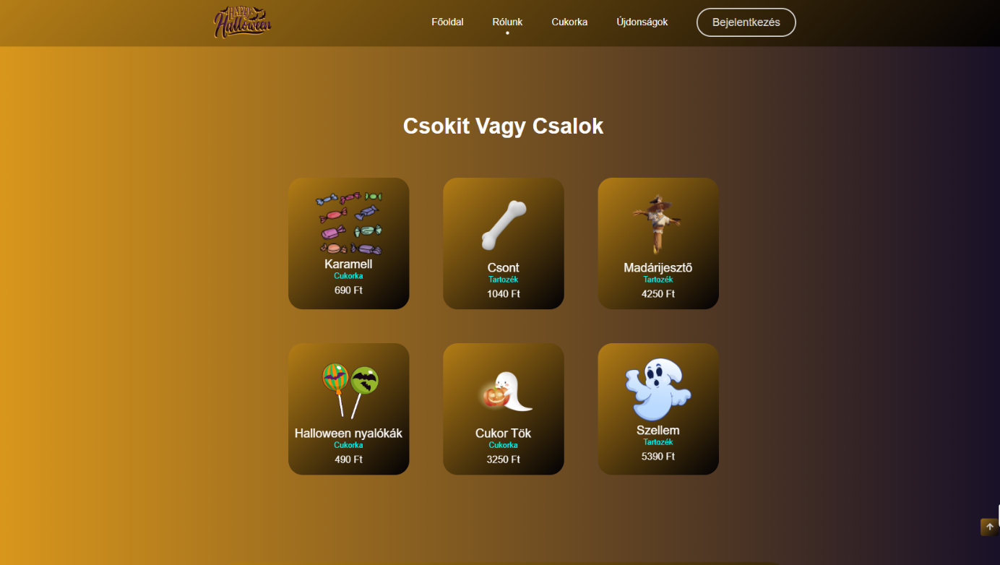 HAPPY
Halloween
Főoldal
Rólunk
Cukorka
Újdonságok
Bejelentkezés
Csokit Vagy Csalok
Karamell
Cukorka
690 Ft
Csont
Tartozék
1040 Ft
Madárijesztő
Tartozék
4250 Ft
Halloween nyalókák
Cukorka
490 Ft
Cukor Tök
Cukorka
3250 Ft
Szellem
Tartozék
5390 Ft